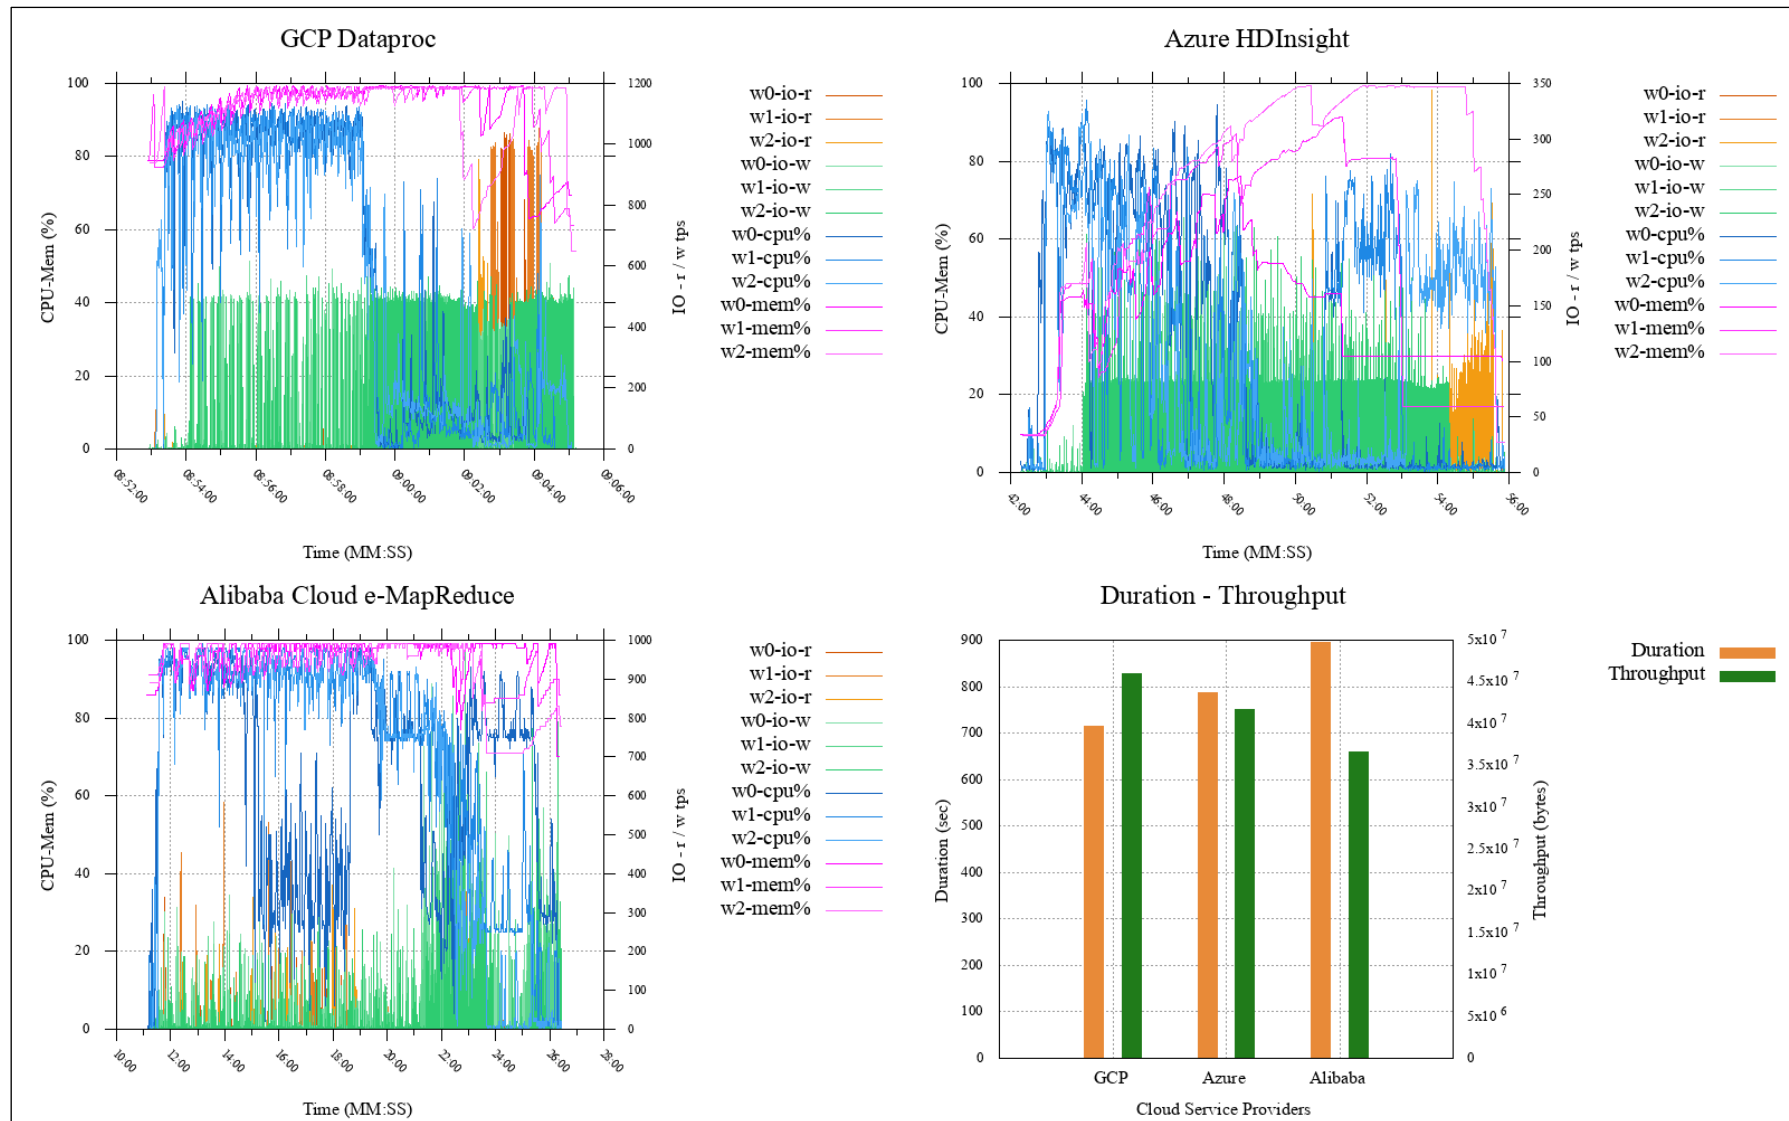 GCP Dataproc
100
80
60
40
20
0
CPU-Mem (%)
1200
1000
800
600
400
200
0
IO - r / w tps
08:52:00
08:54:00
08:56:00
08:58:00
09:00:00
09:02:00
09:04:00
09:06:00
Time (MM:SS)
w0-io-r
w1-io-r
w2-io-r
w0-io-w
w1-io-w
w2-io-w
w0-cpu%
w1-cpu%
w2-cpu%
w0-mem%
w1-mem%
w2-mem%
Azure HDInsight
100
80
60
40
20
0
CPU-Mem (%)
350
300
250
200
150
100
50
0
IO - r / w tps
42:00
44:00
46:00
48:00
50:00
52:00
54:00
56:00
Time (MM:SS)
w0-io-r
w1-io-r
w2-io-r
w0-io-w
w1-io-w
w2-io-w
w0-cpu%
w1-cpu%
w2-cpu%
w0-mem%
w1-mem%
w2-mem%
Alibaba Cloud e-MapReduce
100
80
60
40
20
0
CPU-Mem (%)
1000
900
800
700
600
500
400
300
200
100
0
IO - r / w tps
10:00
12:00
14:00
16:00
18:00
20:00
22:00
24:00
26:00
28:00
Time (MM:SS)
w0-io-r
w1-io-r
w2-io-r
w0-io-w
w1-io-w
w2-io-w
w0-cpu%
w1-cpu%
w2-cpu%
w0-mem%
w1-mem%
w2-mem%
Duration - Throughput
900
800
700
600
500
400
300
200
100
0
Duration (sec)
5x10 7
4.5x10 7
4x10 7
3.5x10 7
3x10 7
2.5x10 7
2x10 7
1.5x10 7
1x10 7
5x10 6
0
Throughput (bytes)
GCP
Azure
Alibaba
Cloud Service Providers
Duration
Throughput